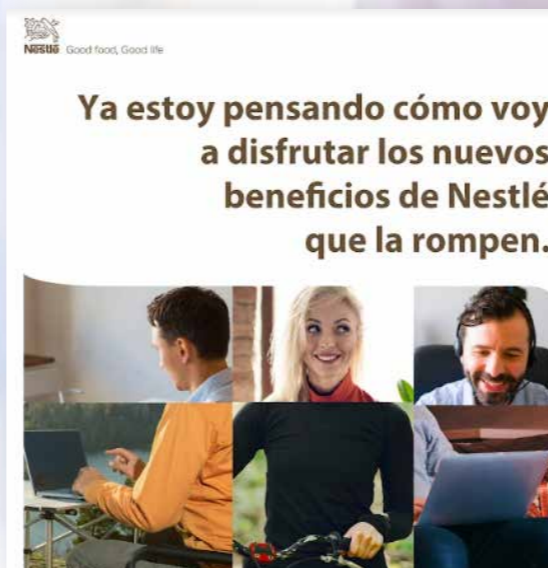 Nestlé Good food, Good life
Ya estoy pensando cómo voy
a disfrutar los nuevos
beneficios de Nestlé
que la rompen.